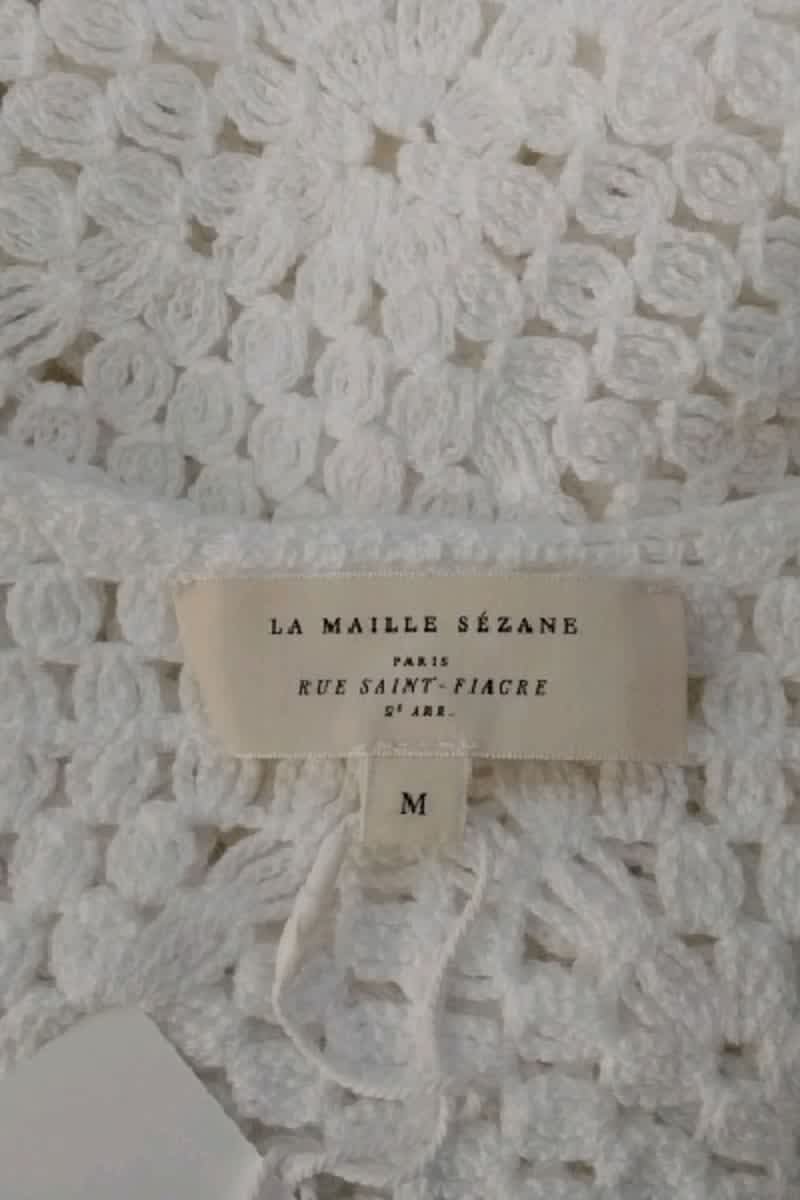 LA MAILLE SÉZANE
PARIS
RUE SAINT-FIACRE
2E ARR.
M